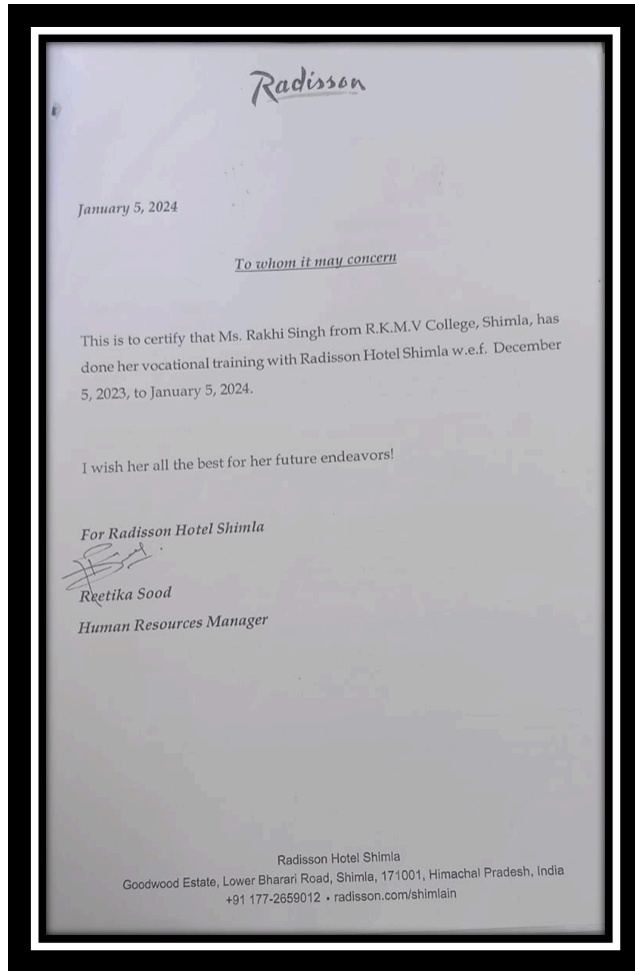 Radisson
January 5, 2024
To whom it may concern
This is to certify that Ms. Rakhi Singh from R.K.M.V College, Shimla, has
done her vocational training with Radisson Hotel Shimla w.e.f. December
5, 2023, to January 5, 2024.
I wish her all the best for her future endeavors!
For Radisson Hotel Shimla
Reetika Sood
Human Resources Manager
Radisson Hotel Shimla
Goodwood Estate, Lower Bharari Road, Shimla, 171001, Himachal Pradesh, India
+91 177-2659012 • radisson.com/shimlain